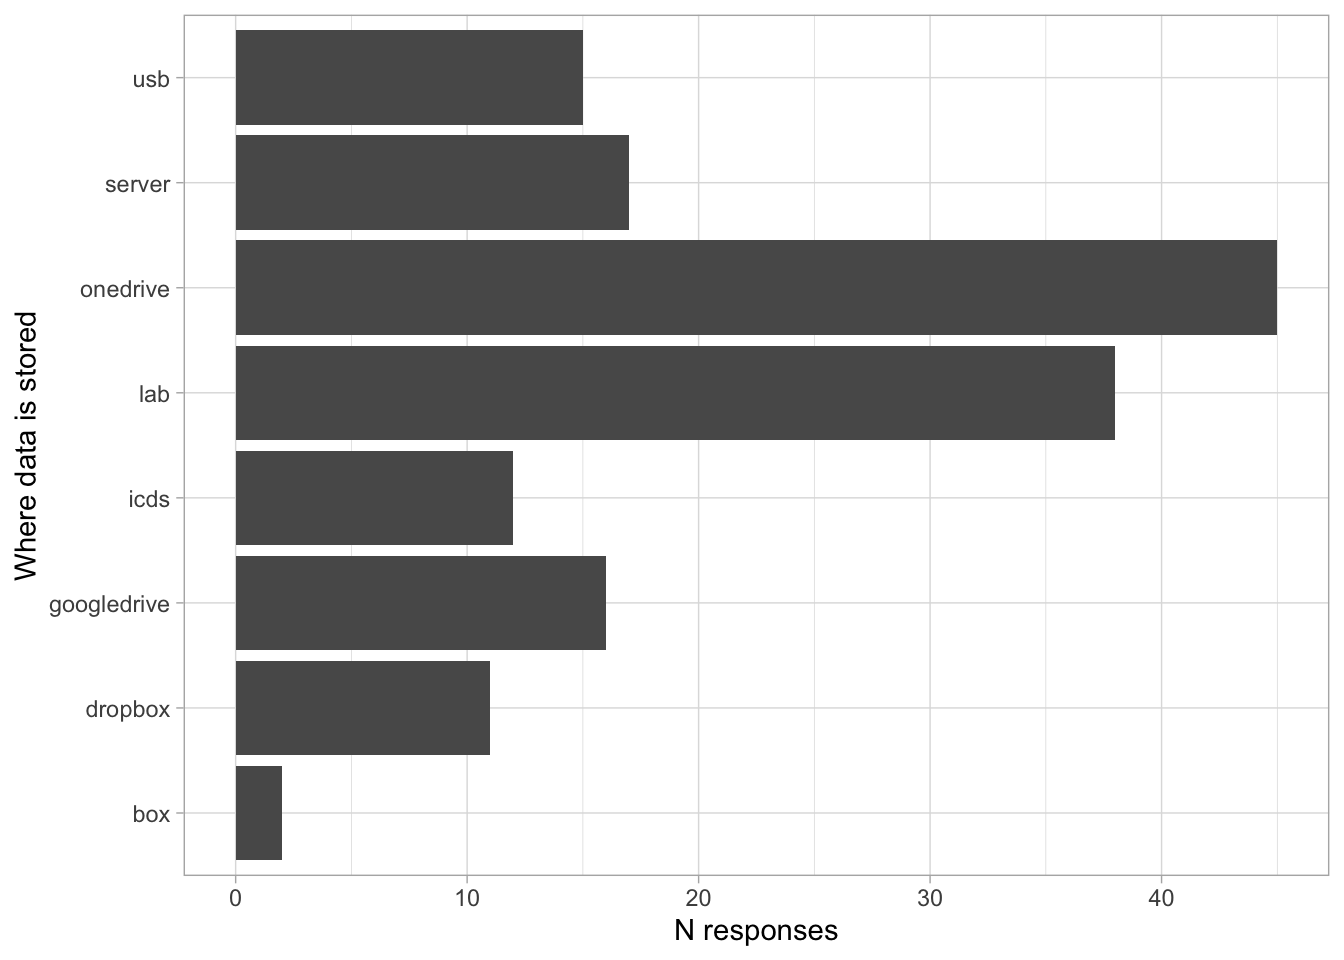 Where data is stored
usb
server
onedrive
lab
icds
googledrive
dropbox
box
0 10 20 30 40
N responses